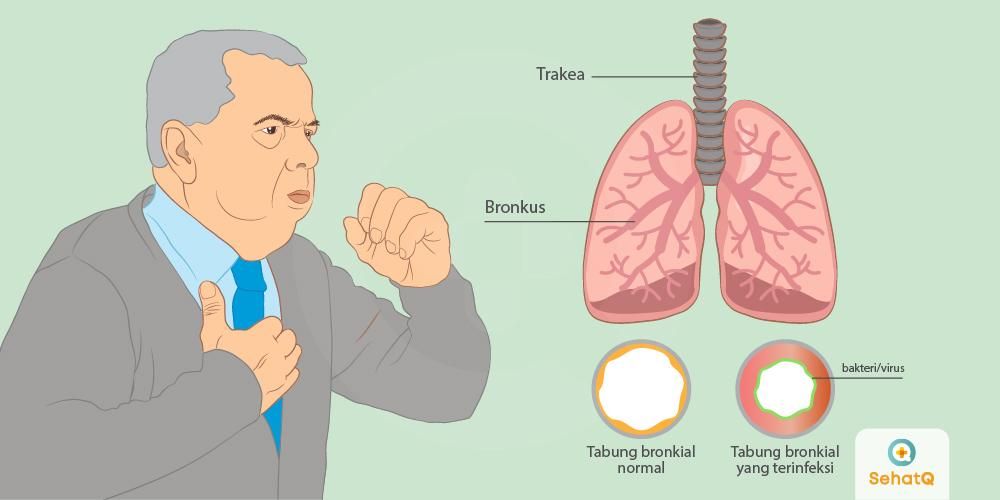 Trakea
Bronkus
bakteri/virus
Tabung bronkial
normal
Tabung bronkial
yang terinfeksi
SehatQ